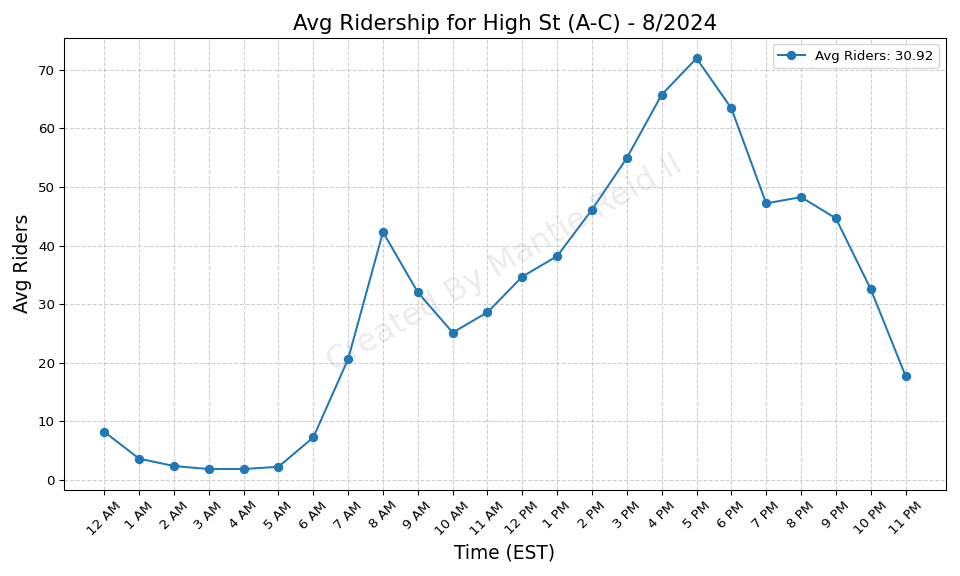 Avg Ridership for High St (A-C) - 8/2024
Avg Riders: 30.92
Avg Riders
70
60
50
40
30
20
10
0
Created By Mantie Reid II
12 AM
1 AM
2 AM
3 AM
4 AM
5 AM
6 AM
7 AM
8 AM
9 AM
10 AM
11 AM
12 PM
1 PM
2 PM
3 PM
4 PM
5 PM
6 PM
7 PM
8 PM
9 PM
10 PM
11 PM
Time (EST)